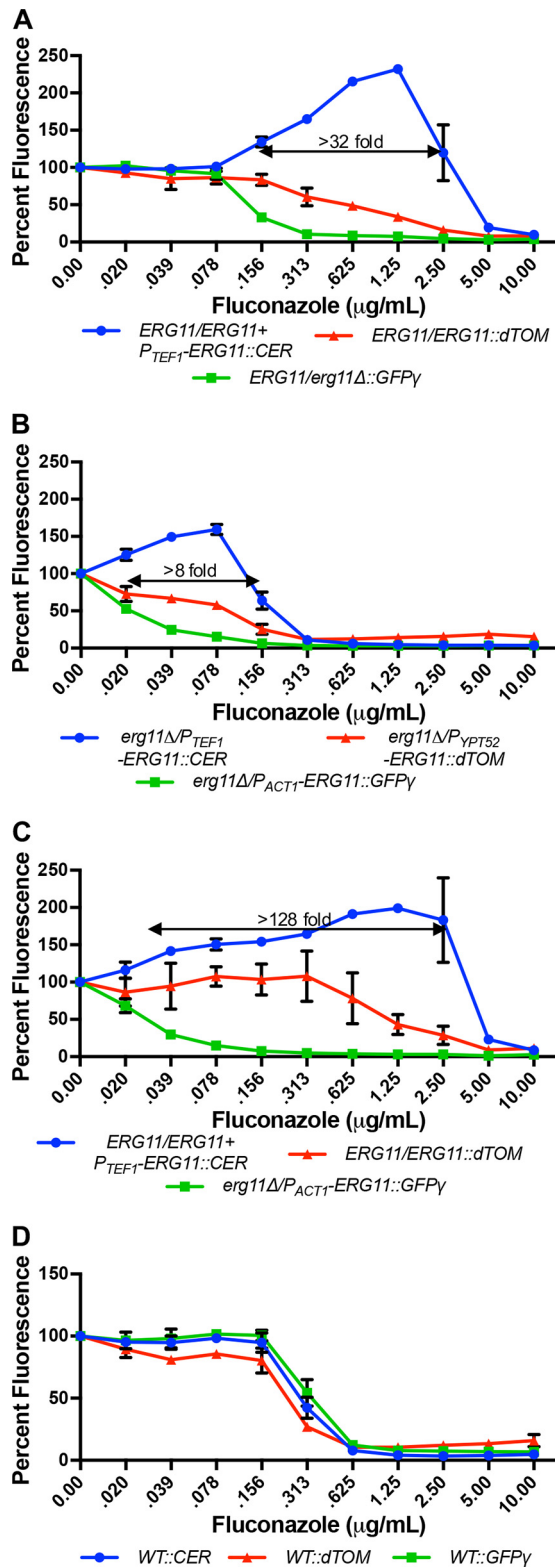 A
Percent Fluorescence
250
200
150
100
50
0
>32 fold
0.00 .020 .039 .078 .156 .313 .625 1.25 2.50 5.00 10.00
Fluconazole (μg/mL)
ERG11/ERG11+ ERG11/ERG11::dTOM
PTEF1-ERG11::CER
ERG11/erg11Δ::GFPγ
B
Percent Fluorescence
250
200
150
100
50
0
>8 fold
0.00 .020 .039 .078 .156 .313 .625 1.25 2.50 5.00 10.00
Fluconazole (μg/mL)
erg11Δ/PTEF1 erg11Δ/PYPT52
-ERG11::CER -ERG11::dTOM
erg11Δ/PACT1-ERG11::GFPγ
C
Percent Fluorescence
250
200
150
100
50
0
>128 fold
0.00 .020 .039 .078 .156 .313 .625 1.25 2.50 5.00 10.00
Fluconazole (μg/mL)
ERG11/ERG11+ ERG11/ERG11::dTOM
PTEF1-ERG11::CER
erg11Δ/PACT1-ERG11::GFPγ
D
Percent Fluorescence
150
100
50
0
0.00 .020 .039 .078 .156 .313 .625 1.25 2.50 5.00 10.00
Fluconazole (μg/mL)
WT::CER WT::dTOM WT::GFPγ